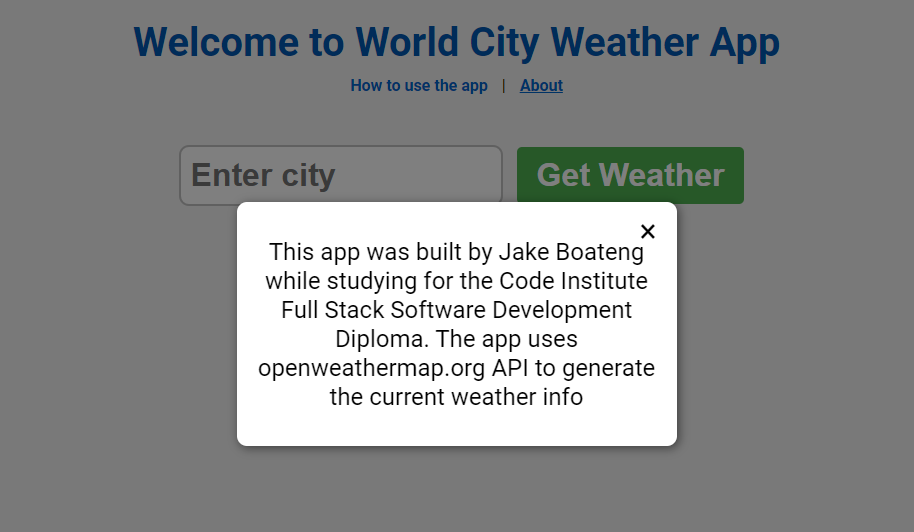 Welcome to World City Weather App
How to use the app | About
Enter city Get Weather
×
This app was built by Jake Boateng
while studying for the Code Institute
Full Stack Software Development
Diploma. The app uses
openweathermap.org API to generate
the current weather info